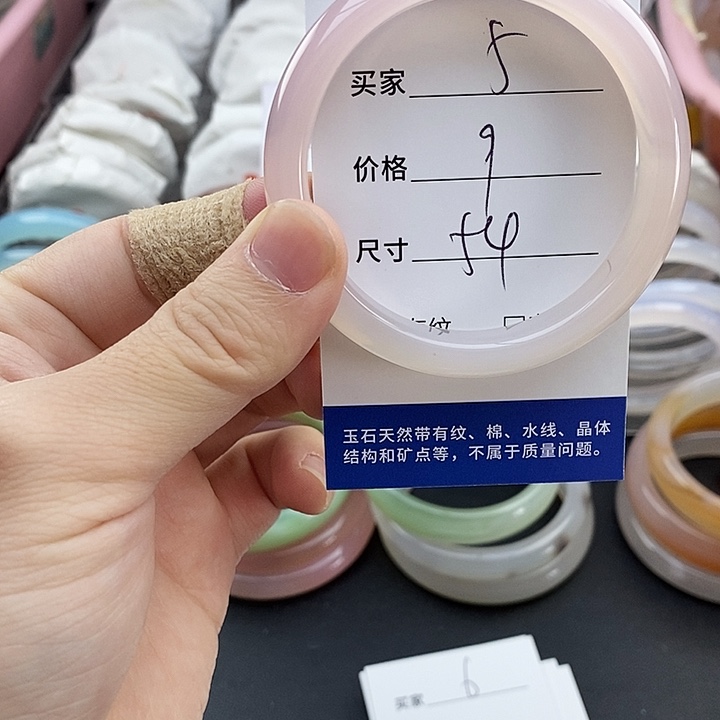 买家 5
价格 9
尺寸 54
纹
玉石天然带有纹、棉、水线、晶体
结构和矿点等，不属于质量问题。
买家 6